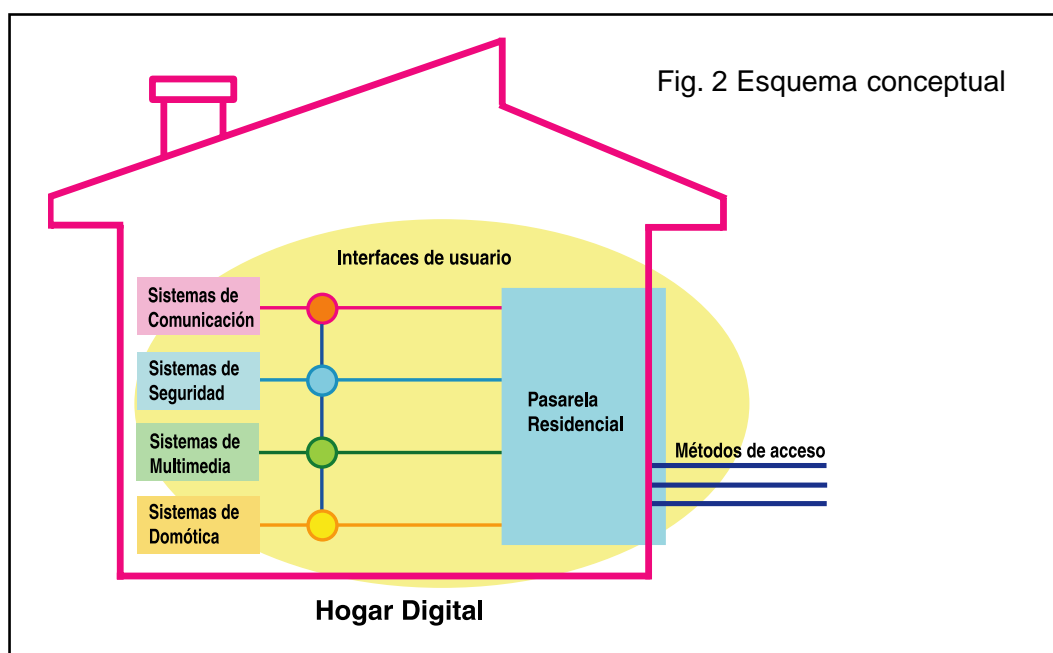 Fig. 2 Esquema conceptual
Interfaces de usuario
Sistemas de
Comunicación
Sistemas de
Seguridad
Sistemas de
Multimedia
Sistemas de
Domótica
Pasarela
Residencial
Métodos de acceso
Hogar Digital